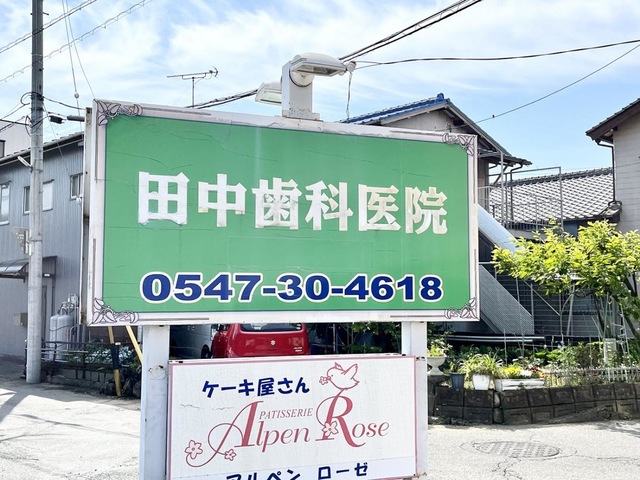 田中歯科医院
0547-30-4618
ケーキ屋さん
PATISSERIE
Alpen Rose
アルペン ローゼ